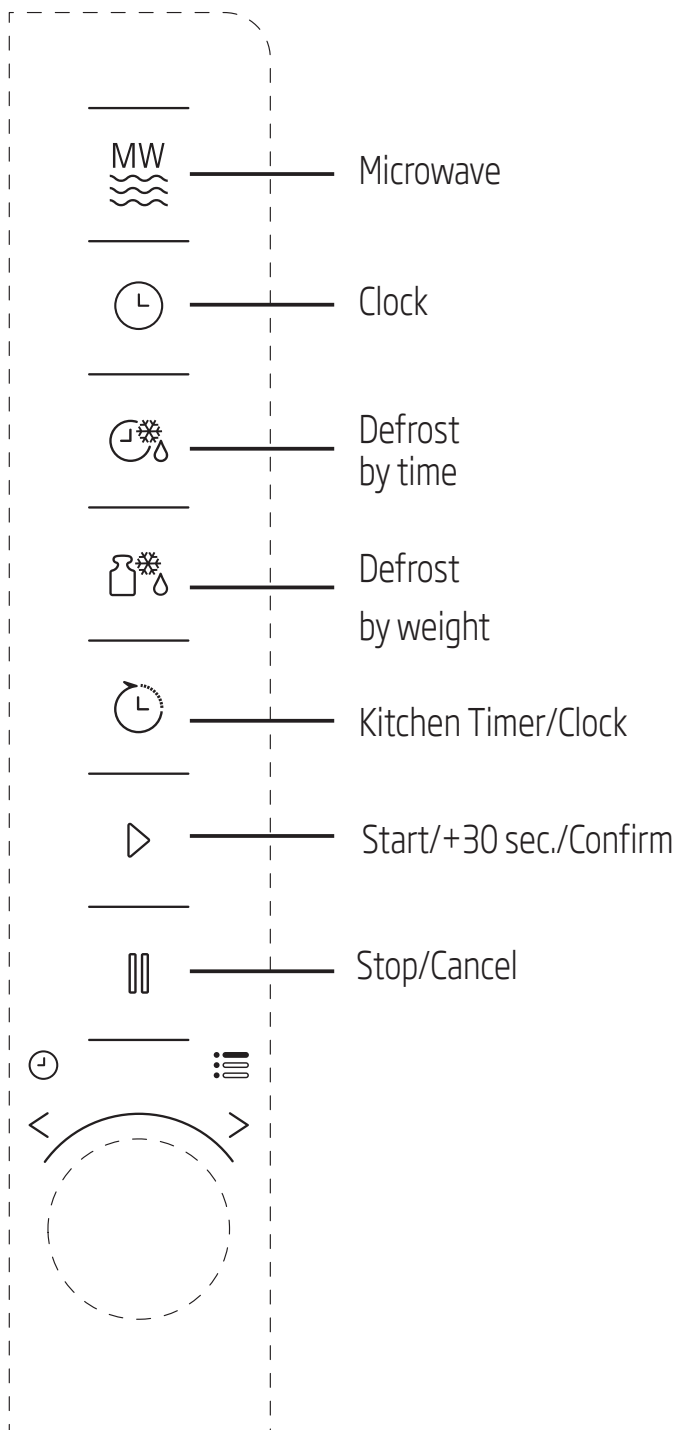 MW
Microwave
Clock
Defrost
by time
Defrost
by weight
Kitchen Timer/Clock
Start/+30 sec./Confirm
Stop/Cancel